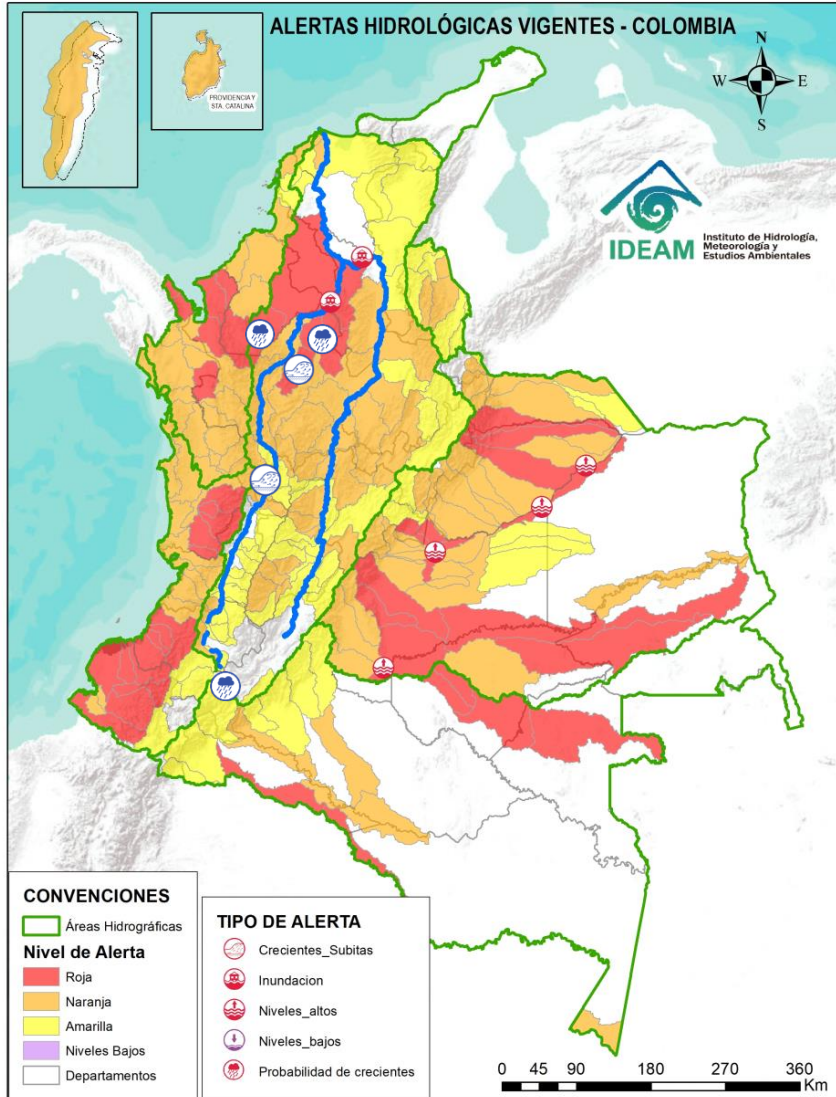 ALERTAS HIDROLÓGICAS VIGENTES - COLOMBIA
PROVIDENCIA Y
STA. CATALINA
N
W
E
S
IDEAM
Instituto de Hidrología,
Meteorología y
Estudios Ambientales
CONVENCIONES
Áreas Hidrográficas
Nivel de Alerta
Roja
Naranja
Amarilla
Niveles Bajos
Departamentos
TIPO DE ALERTA
Crecientes_Subitas
Inundacion
Niveles_altos
Niveles_bajos
Probabilidad de crecientes
0 45 90 180 270 360
Km